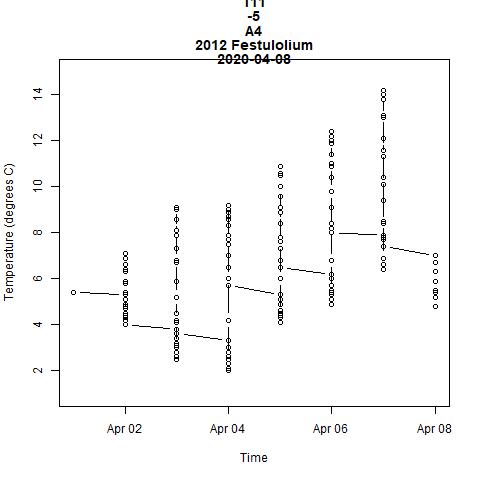 T11
-5
A4
2012 Festulolium
2020-04-08
14
12
10
8
6
4
2
Temperature (degrees C)
Apr 02
Apr 04
Apr 06
Apr 08
Time